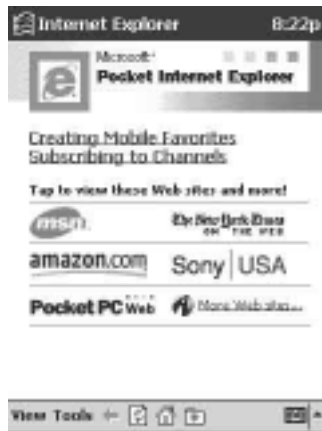 Internet Explorer 8:22p
Microsoft
Pocket Internet Explorer
Creating Mobile Favorites
Subscribing to Channels
Tap to view these Web sites and more!
msn. The New York Times
ON THE WEB
amazon.com Sony | USA
Pocket PC Web More Web sites...
View Tools